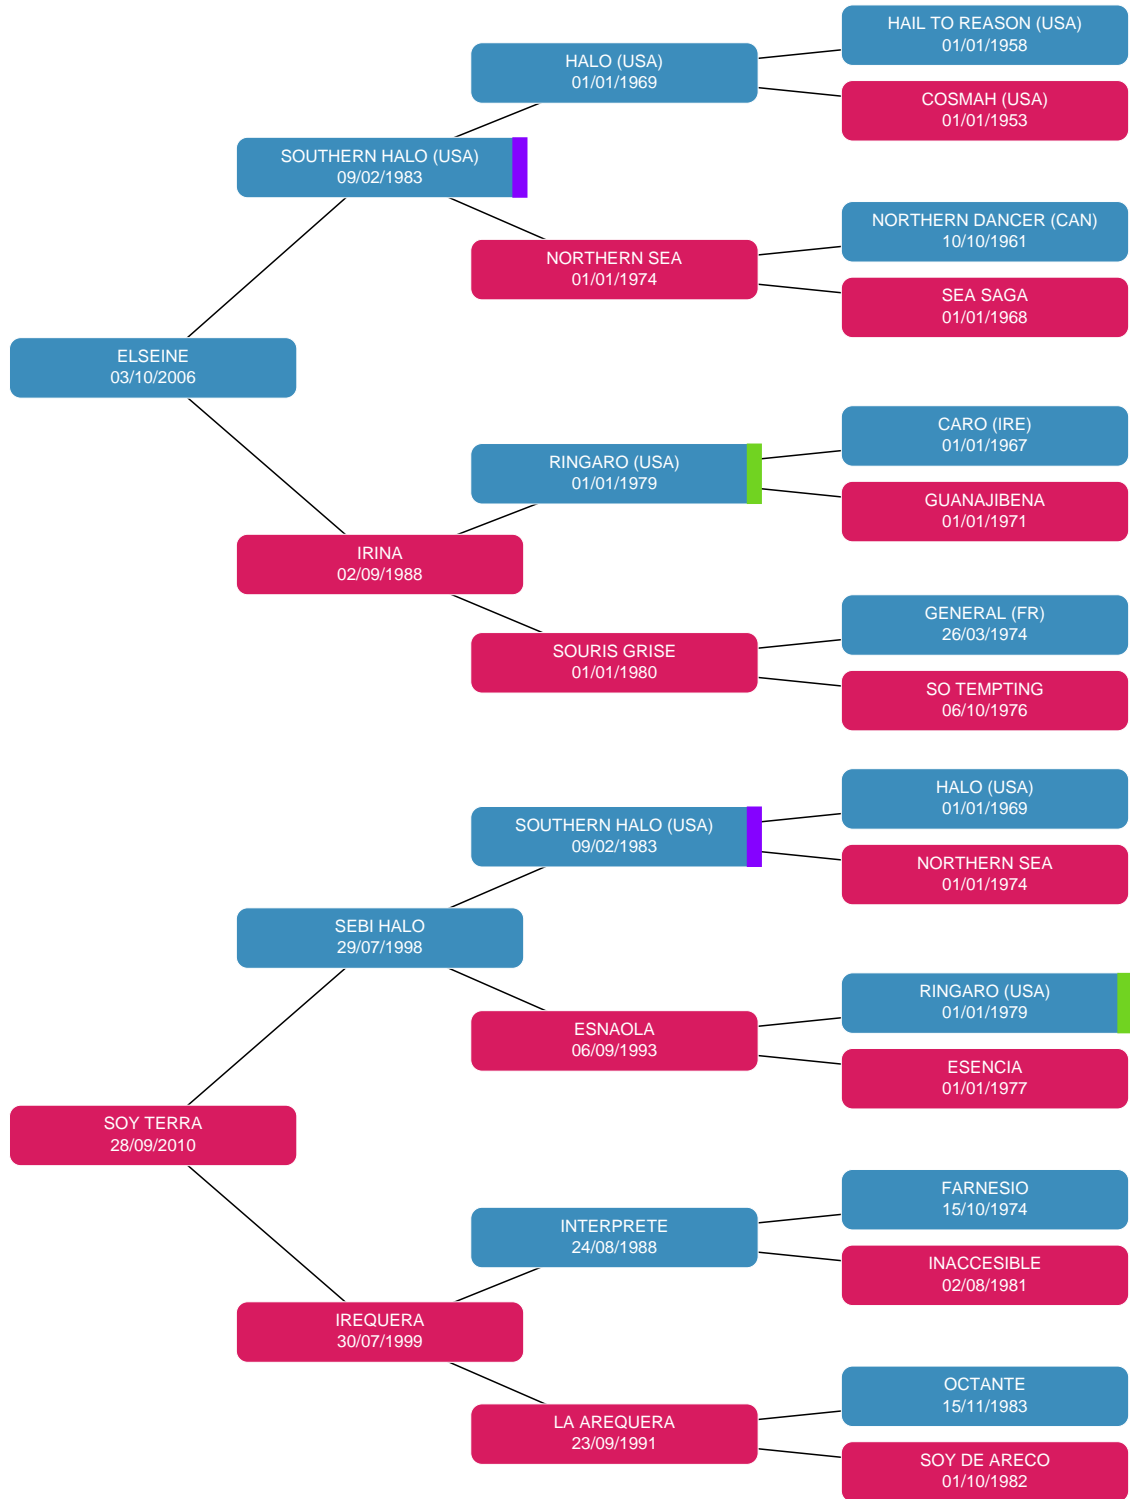 HAIL TO REASON (USA)
01/01/1958
HALO (USA)
01/01/1969
COSMAH (USA)
01/01/1953
SOUTHERN HALO (USA)
09/02/1983
NORTHERN DANCER (CAN)
10/10/1961
NORTHERN SEA
01/01/1974
SEA SAGA
01/01/1968
ELSEINE
03/10/2006
CARO (IRE)
01/01/1967
RINGARO (USA)
01/01/1979
GUANAJIBENA
01/01/1971
IRINA
02/09/1988
GENERAL (FR)
26/03/1974
SOURIS GRISE
01/01/1980
SO TEMPTING
06/10/1976
HALO (USA)
01/01/1969
SOUTHERN HALO (USA)
09/02/1983
NORTHERN SEA
01/01/1974
SEBI HALO
29/07/1998
RINGARO (USA)
01/01/1979
ESNAOLA
06/09/1993
ESENCIA
01/01/1977
SOY TERRA
28/09/2010
FARNESIO
15/10/1974
INTERPRETE
24/08/1988
INACCESIBLE
02/08/1981
IREQUERA
30/07/1999
OCTANTE
15/11/1983
LA AREQUERA
23/09/1991
SOY DE ARECO
01/10/1982